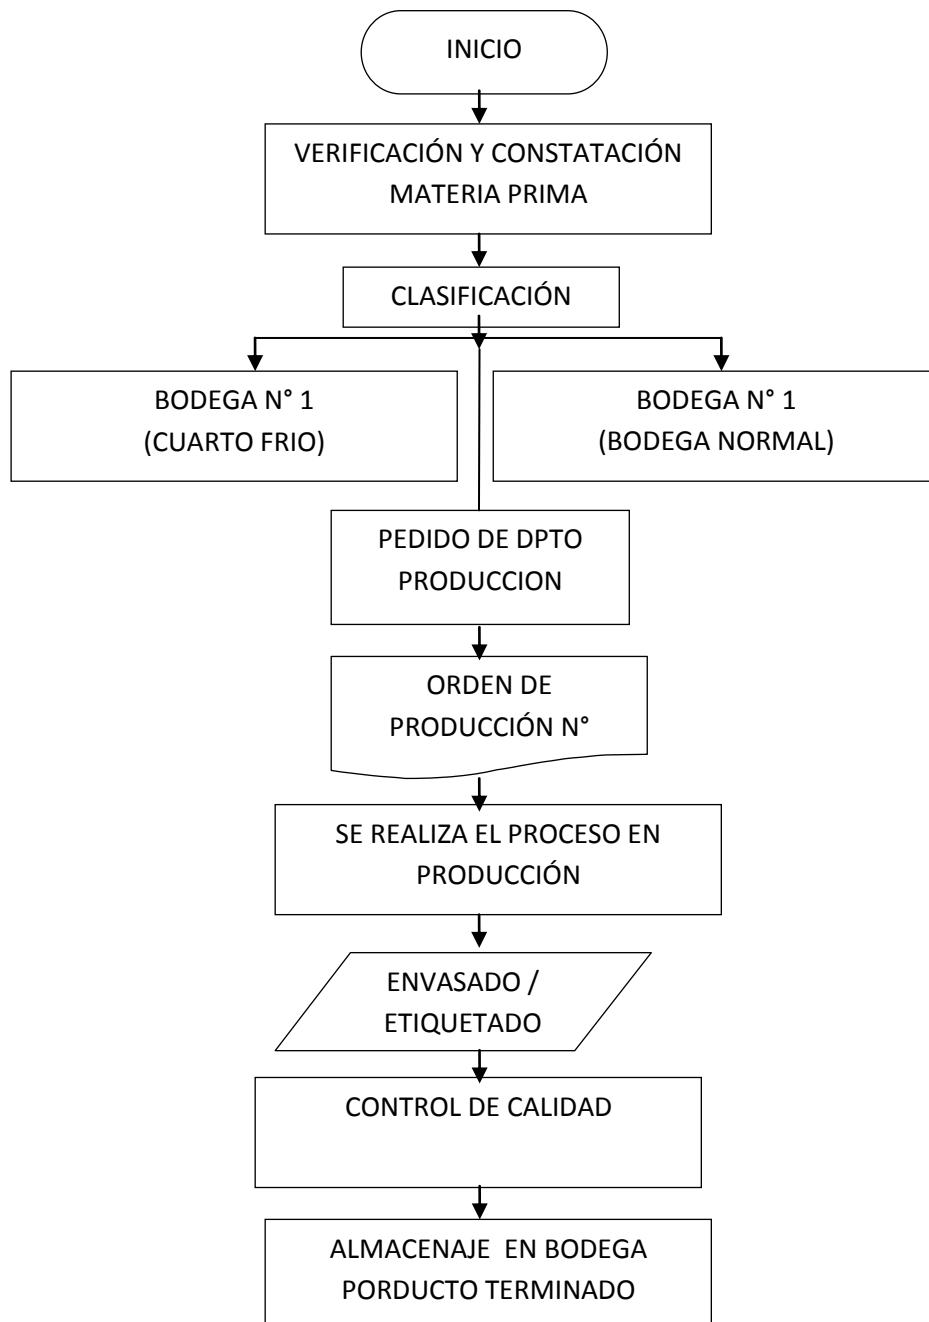 INICIO
VERIFICACIÓN Y CONSTATACIÓN
MATERIA PRIMA
CLASIFICACIÓN
BODEGA N° 1
(CUARTO FRIO)
BODEGA N° 1
(BODEGA NORMAL)
PEDIDO DE DPTO
PRODUCCION
ORDEN DE
PRODUCCIÓN N°
SE REALIZA EL PROCESO EN
PRODUCCIÓN
ENVASADO /
ETIQUETADO
CONTROL DE CALIDAD
ALMACENAJE EN BODEGA
PORDUCTO TERMINADO